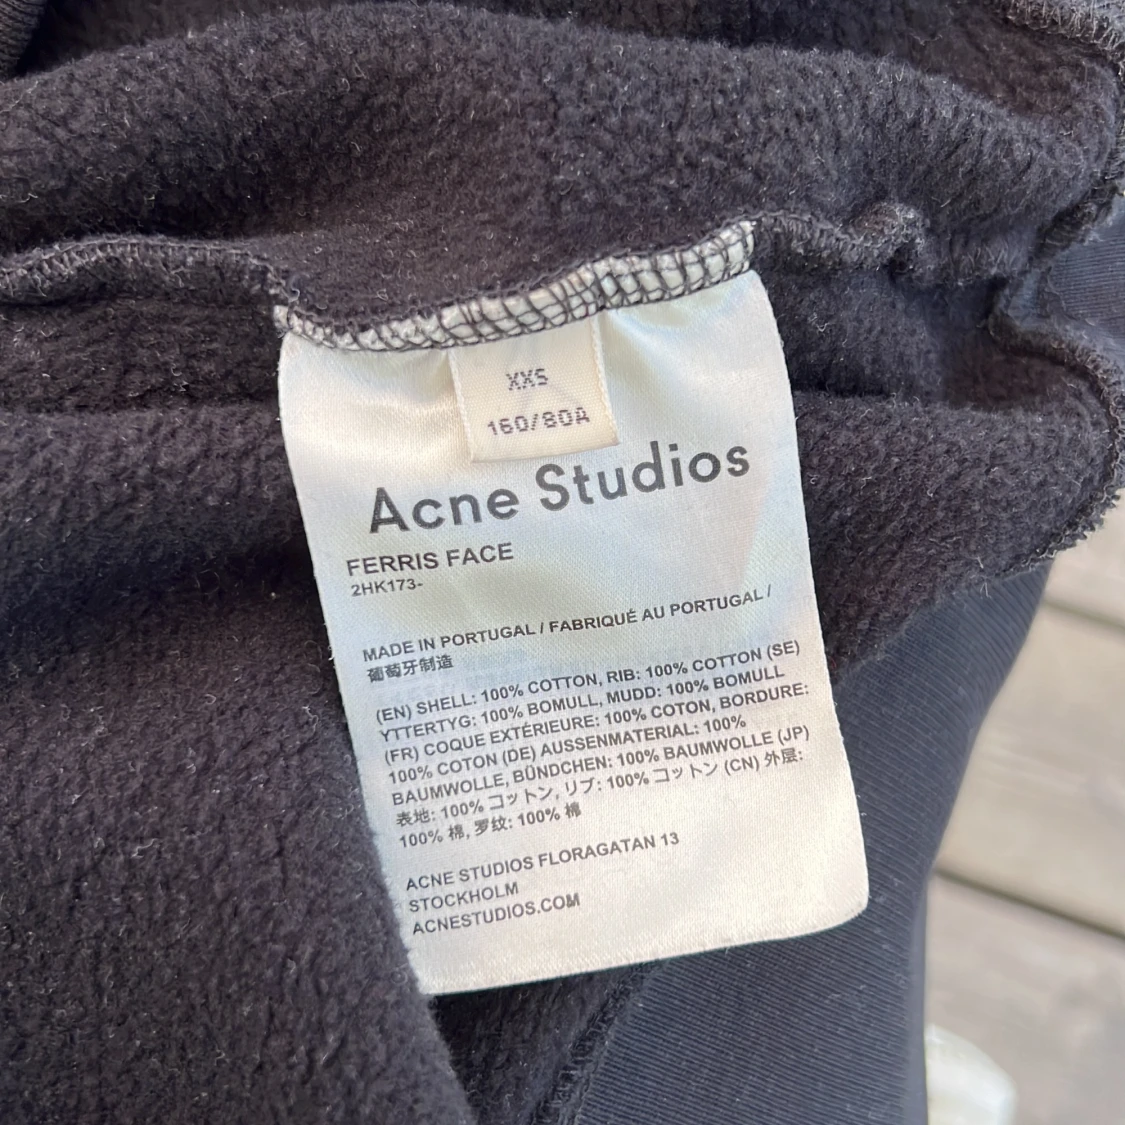 XXS
160/80A
Acne Studios
FERRIS FACE
2HK173-
MADE IN PORTUGAL / FABRIQUÉ AU PORTUGAL /
葡萄牙制造
(EN) SHELL: 100% COTTON, RIB: 100% COTTON (SE)
YTTERTYG: 100% BOMULL, MUDD: 100% BOMULL
(FR) COQUE EXTÉRIEURE: 100% COTON, BORDURE:
100% COTON (DE) AUSSENMATERIAL: 100%
BAUMWOLLE, BÜNDCHEN: 100% BAUMWOLLE (JP)
表地: 100% コットン, リブ: 100% コットン (CN) 外层:
100% 棉, 罗纹: 100% 棉
ACNE STUDIOS FLORAGATAN 13
STOCKHOLM
ACNESTUDIOS.COM